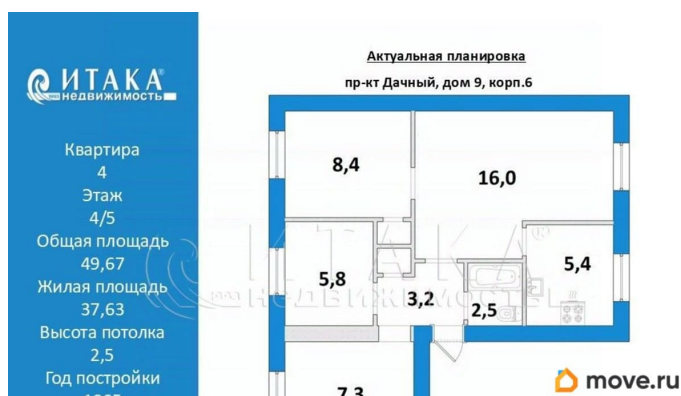 ИТАКА
недвижимость
Квартира
4
Этаж
4/5
Общая площадь
49,67
Жилая площадь
37,63
Высота потолка
2,5
Год постройки
Актуальная планировка
пр-кт Дачный, дом 9, корп.6
8,4
16,0
5,8
3,2
2,5
5,4
7,3
ИТАКА
недвижимость
move.ru